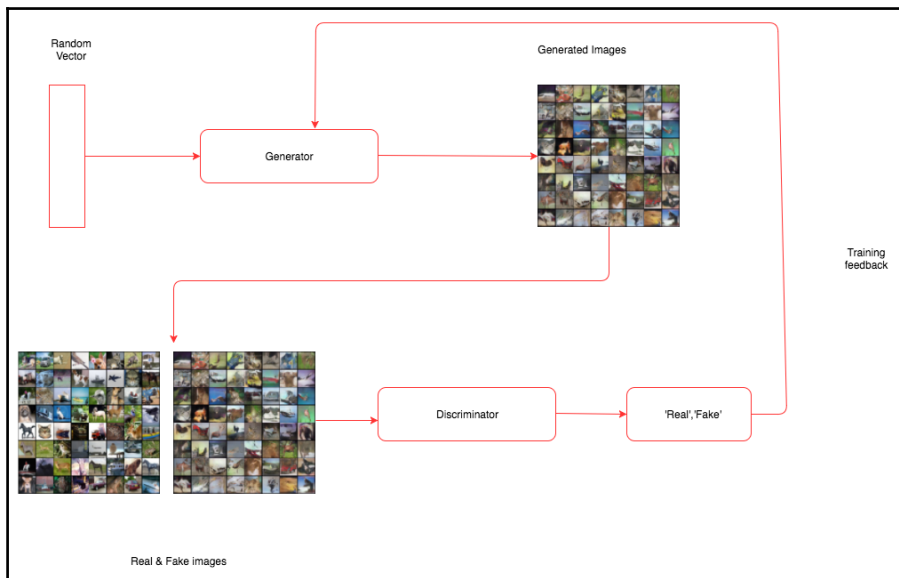 Random
Vector
Generated Images
Generator
Training
feedback
Discriminator
'Real','Fake'
Real & Fake images